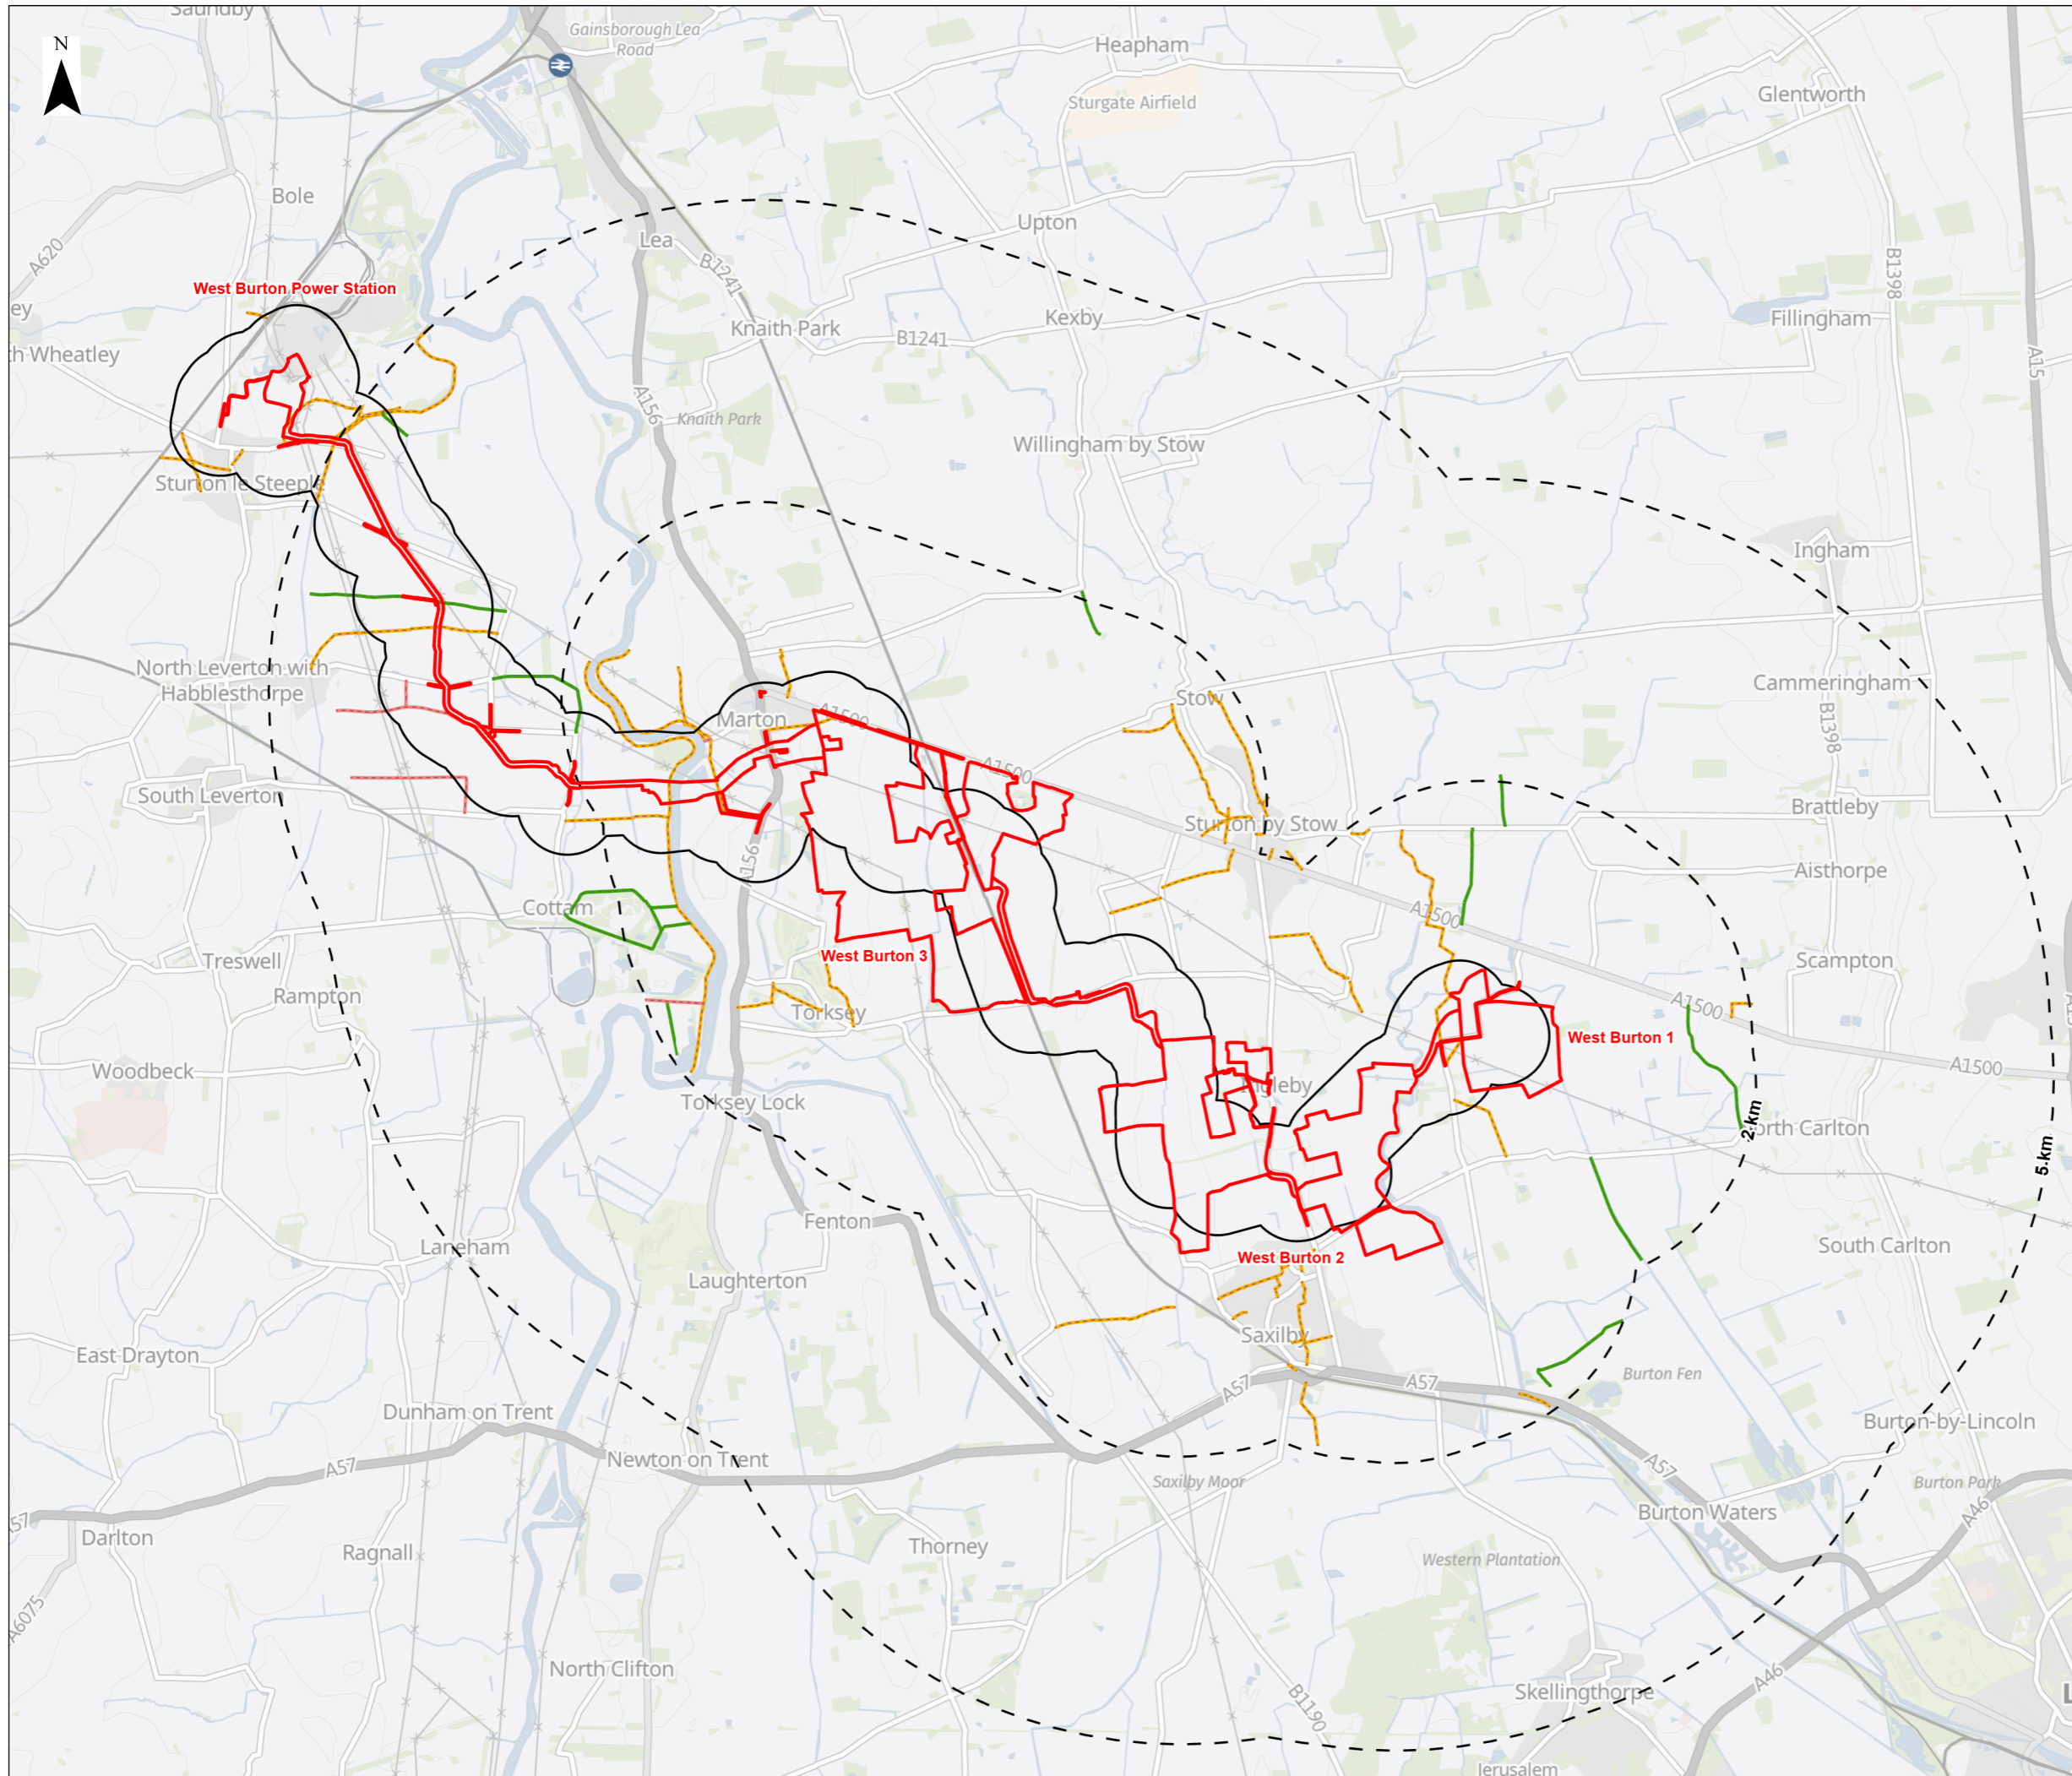 Saundby
N
Gainsborough Lea
Road
Heapham
Sturgate Airfield
Glentworth
Bole
Upton
Lea
A620
B1241
B1398
West Burton Power Station
Knaith Park
Kexby
B1241
Fillingham
A15
A156
Knaith Park
Willingham by Stow
Sturton le Steeple
Ingham
North Leverton with
Habblesthorpe
Stow
Cammeringham
Marton
A1500
B1398
A1500
South Leverton
Brattleby
Sturton by Stow
A156
Aisthorpe
Cottam
A1500
West Burton 3
Treswell
Scampton
Rampton
Torksey
A1500
West Burton 1
Woodbeck
A1500
Ingleby
Torksey Lock
2 km
5 km
Fenton
Laneham
South Carlton
West Burton 2
Laughterton
East Drayton
Saxilby
Burton Fen
A57
A57
Dunham on Trent
Burton-by-Lincoln
Newton on Trent
A57
A57
Saxilby Moor
Burton Park
A46
Burton Waters
Darlton
Ragnall
Thorney
Western Plantation
A6075
North Clifton
Skellingthorpe
A46
B1190
Jerusalem